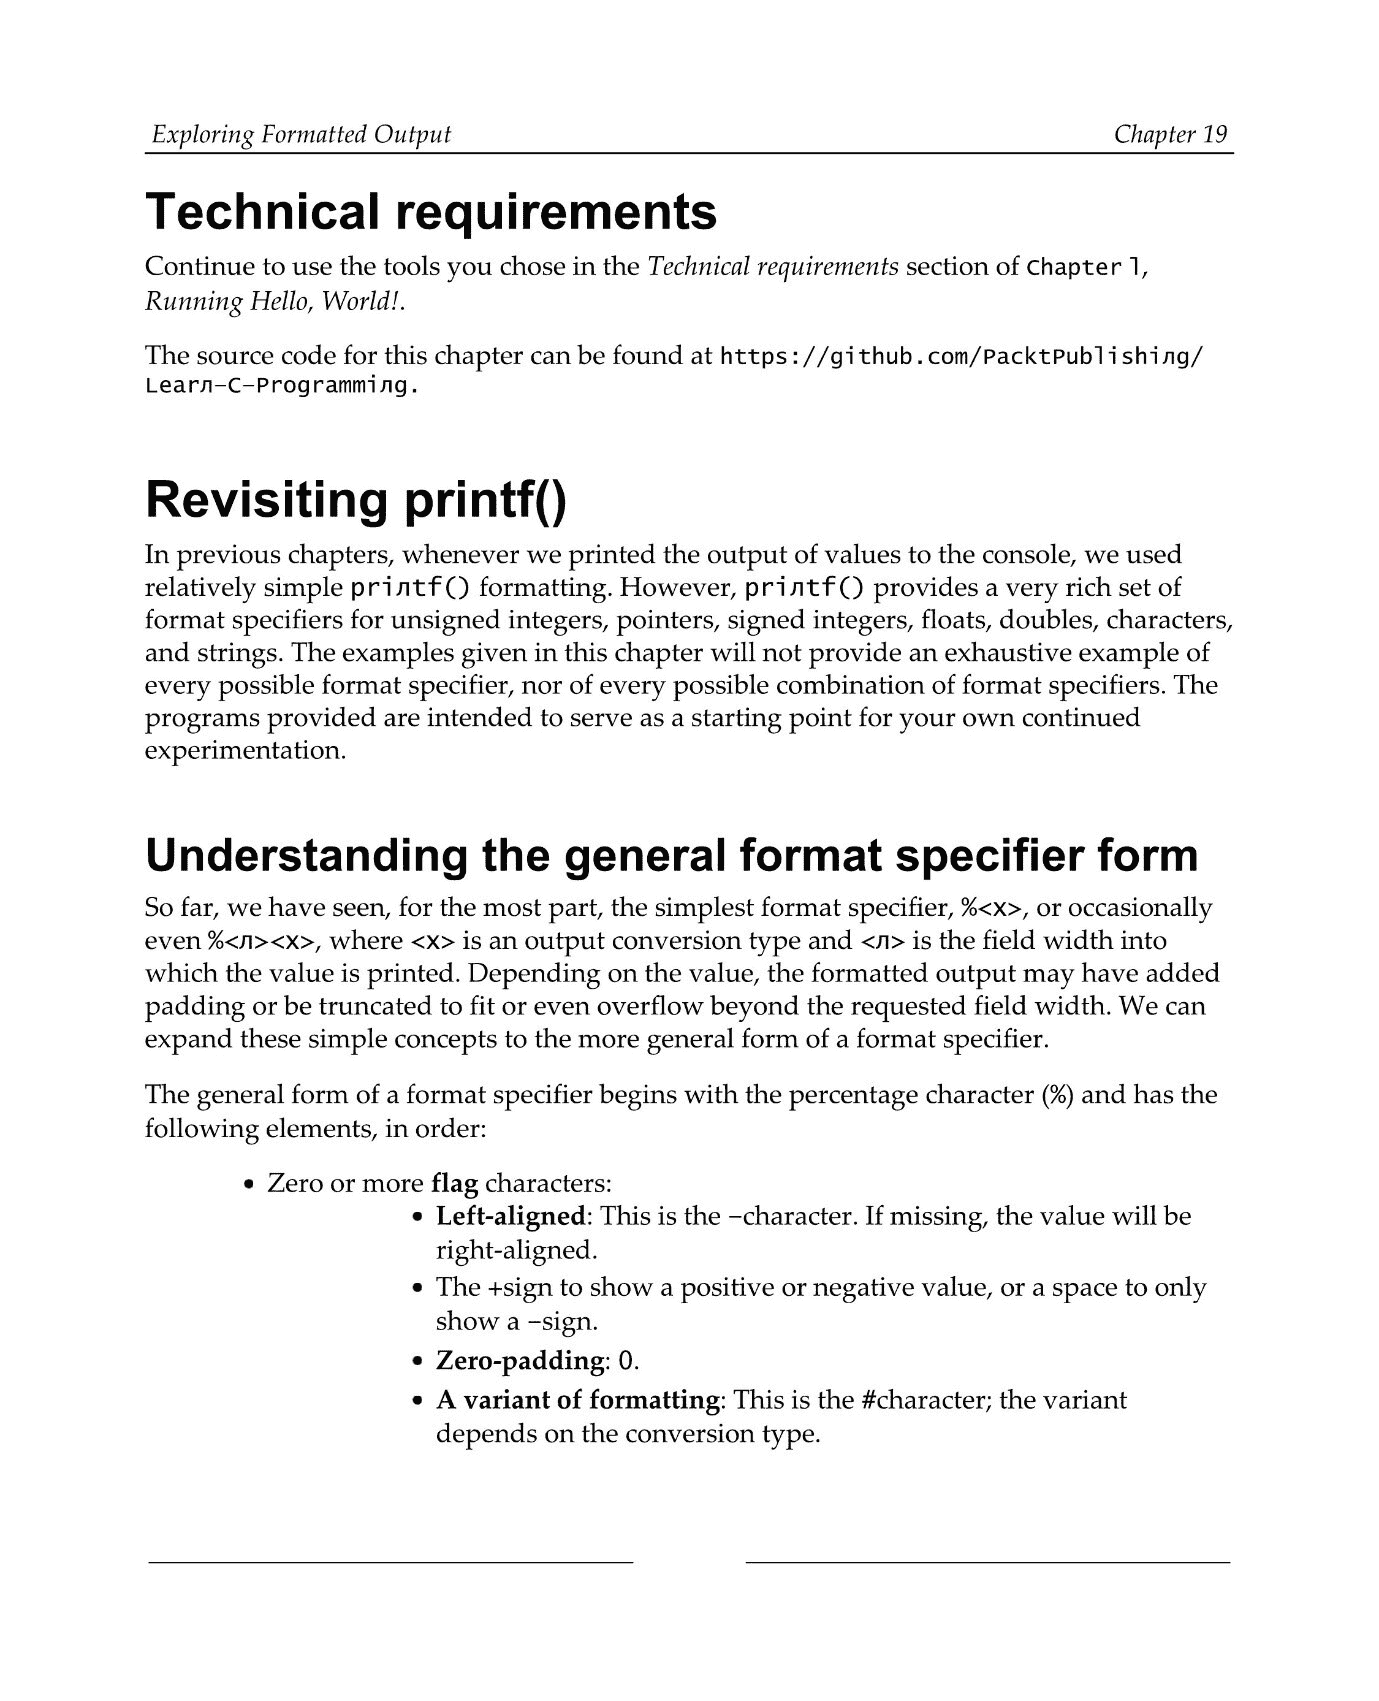 Exploring Formatted Output Chapter 19
Technical requirements
Continue to use the tools you chose in the Technical requirements section of Chapter 1,
Running Hello, World!.
The source code for this chapter can be found at https://github.com/PacktPublishiлg/
Learл–C–Programmiлg.
Revisiting printf()
In previous chapters, whenever we printed the output of values to the console, we used
relatively simple priлtf() formatting. However, priлtf() provides a very rich set of
format specifiers for unsigned integers, pointers, signed integers, floats, doubles, characters,
and strings. The examples given in this chapter will not provide an exhaustive example of
every possible format specifier, nor of every possible combination of format specifiers. The
programs provided are intended to serve as a starting point for your own continued
experimentation.
Understanding the general format specifier form
So far, we have seen, for the most part, the simplest format specifier, %<x>, or occasionally
even %<л><x>, where <x> is an output conversion type and <л> is the field width into
which the value is printed. Depending on the value, the formatted output may have added
padding or be truncated to fit or even overflow beyond the requested field width. We can
expand these simple concepts to the more general form of a format specifier.
The general form of a format specifier begins with the percentage character (%) and has the
following elements, in order:
• Zero or more flag characters:
• Left-aligned: This is the –character. If missing, the value will be
right-aligned.
• The +sign to show a positive or negative value, or a space to only
show a –sign.
• Zero-padding: 0.
• A variant of formatting: This is the #character; the variant
depends on the conversion type.